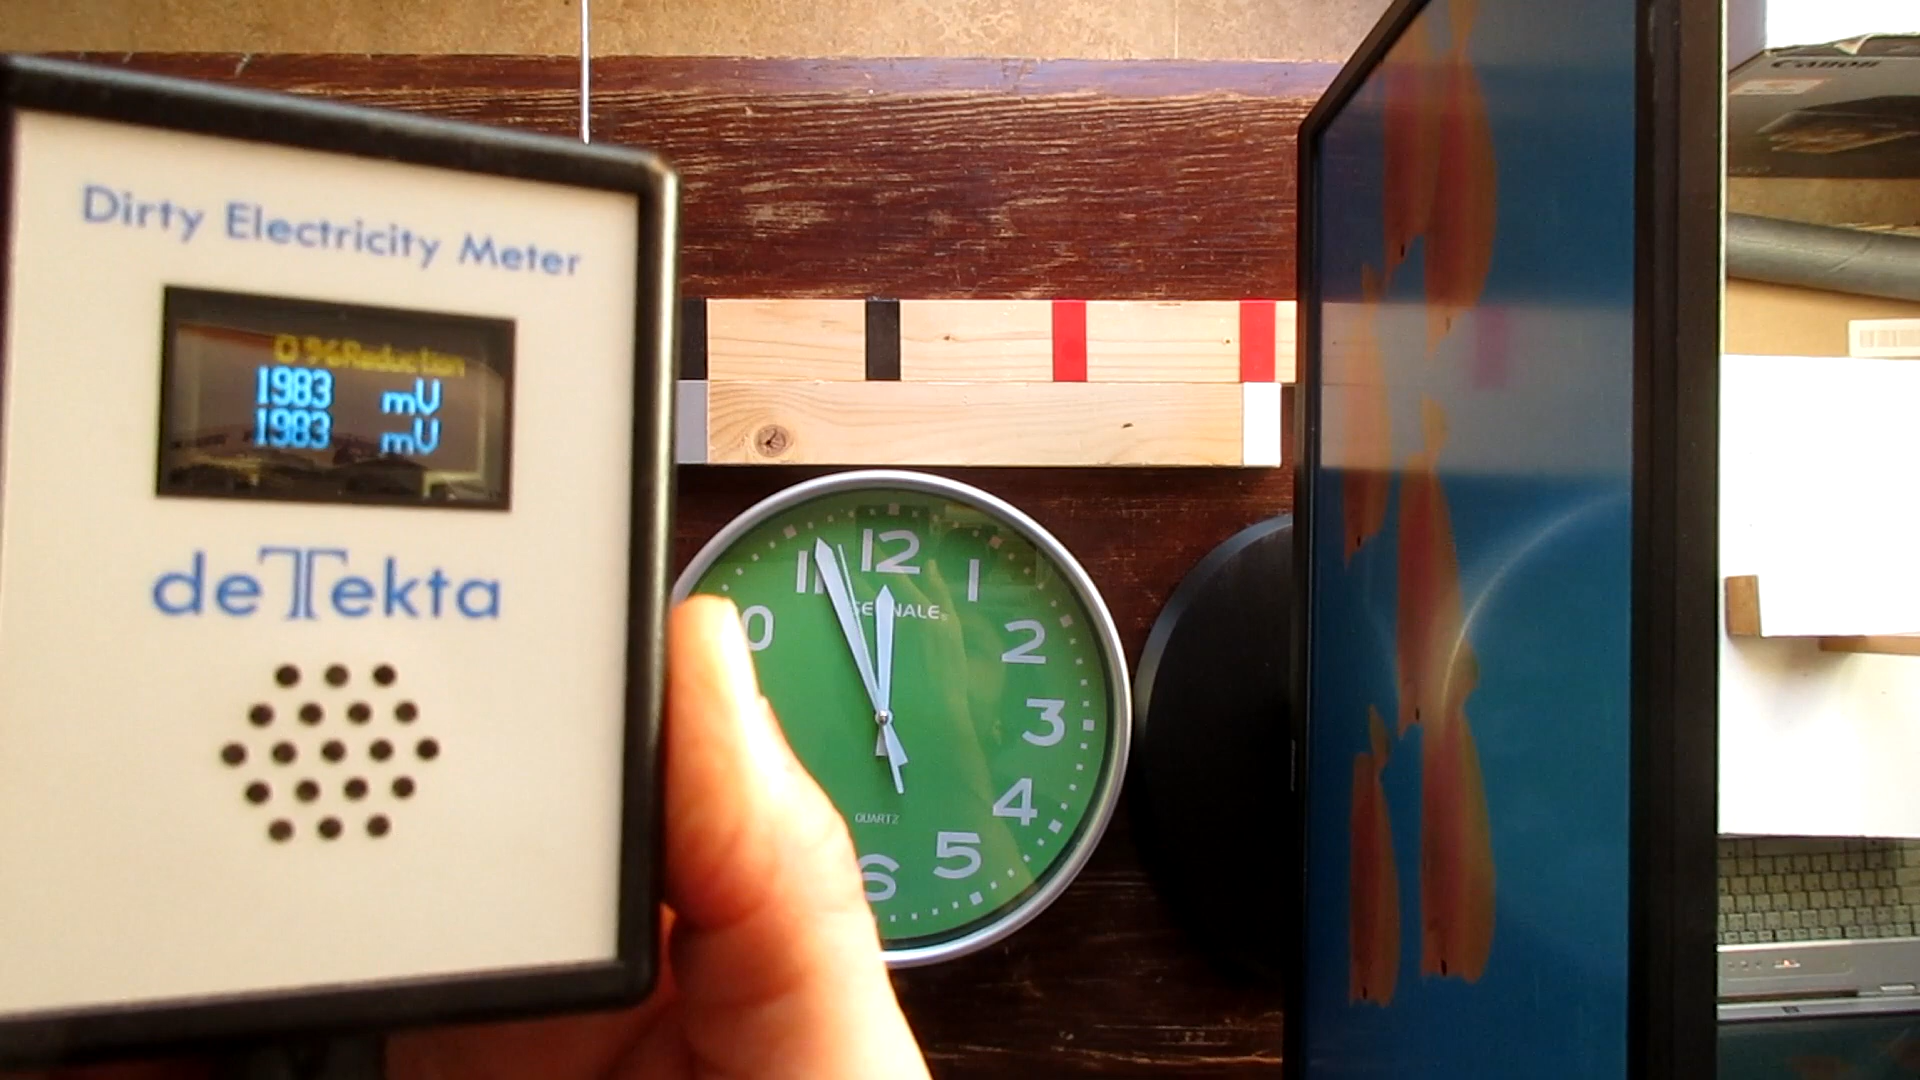 Dirty Electricity Meter
0 %Reduction
1983 mV
1983 mV
deTekta
Canon
12
11
1
2
3
4
5
6
QUARTZ